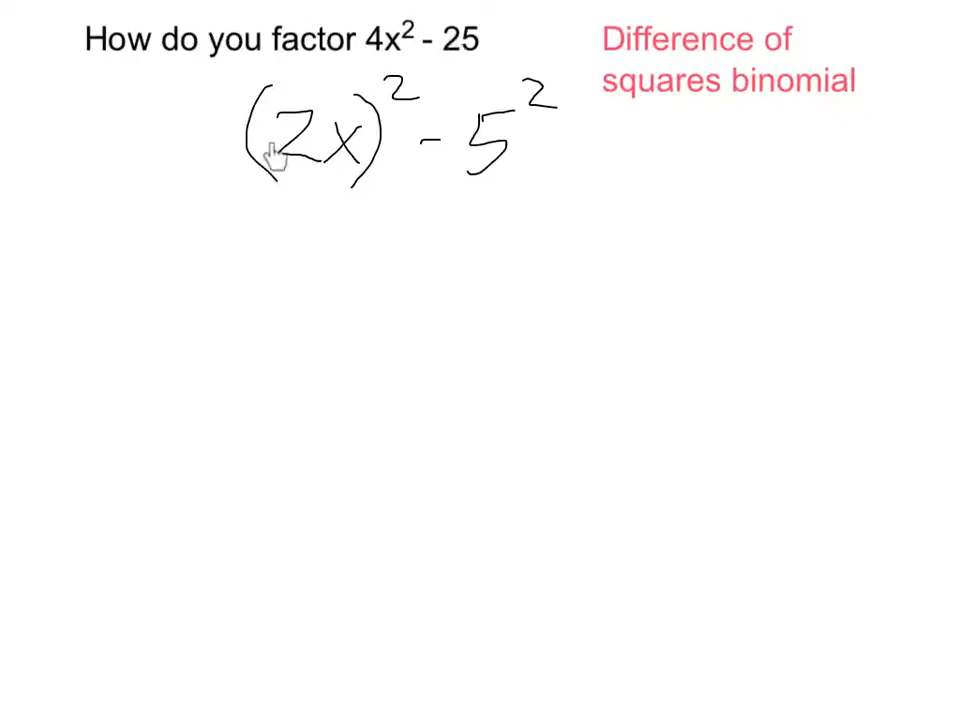 How do you factor 4x² - 25
Difference of
squares binomial
(2x)² - 5²